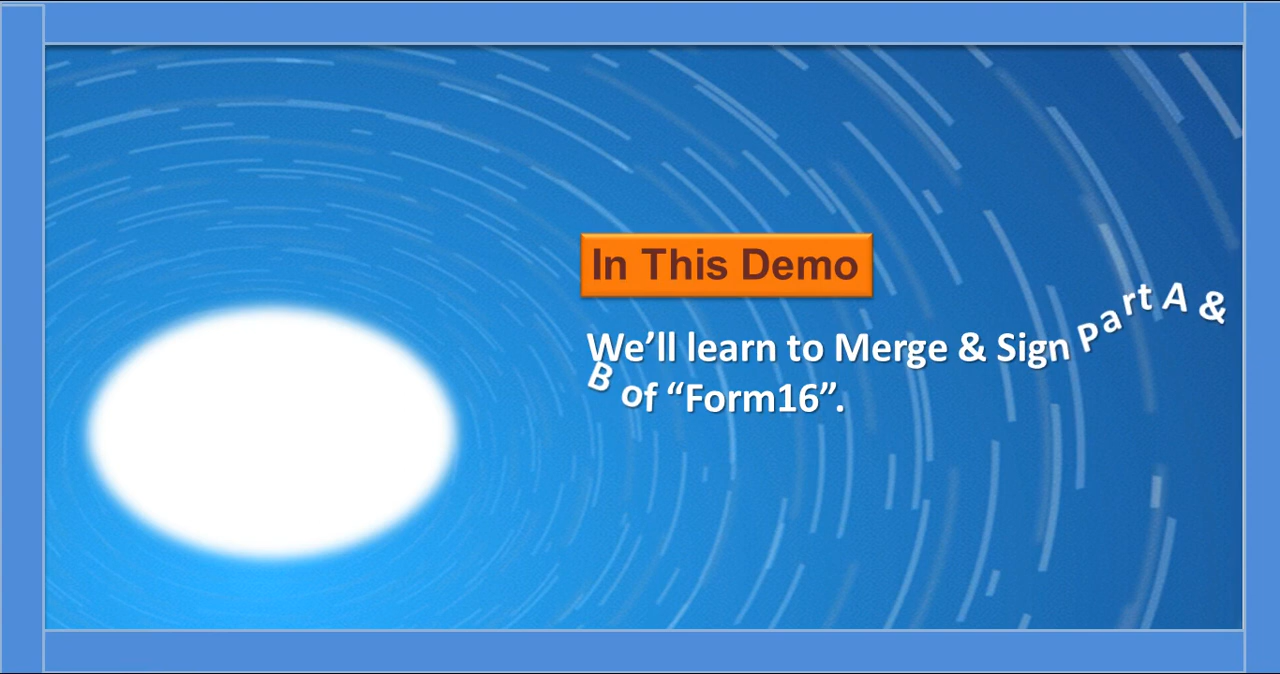 In This Demo
We’ll learn to Merge & Sign Part A &
B of “Form16”.